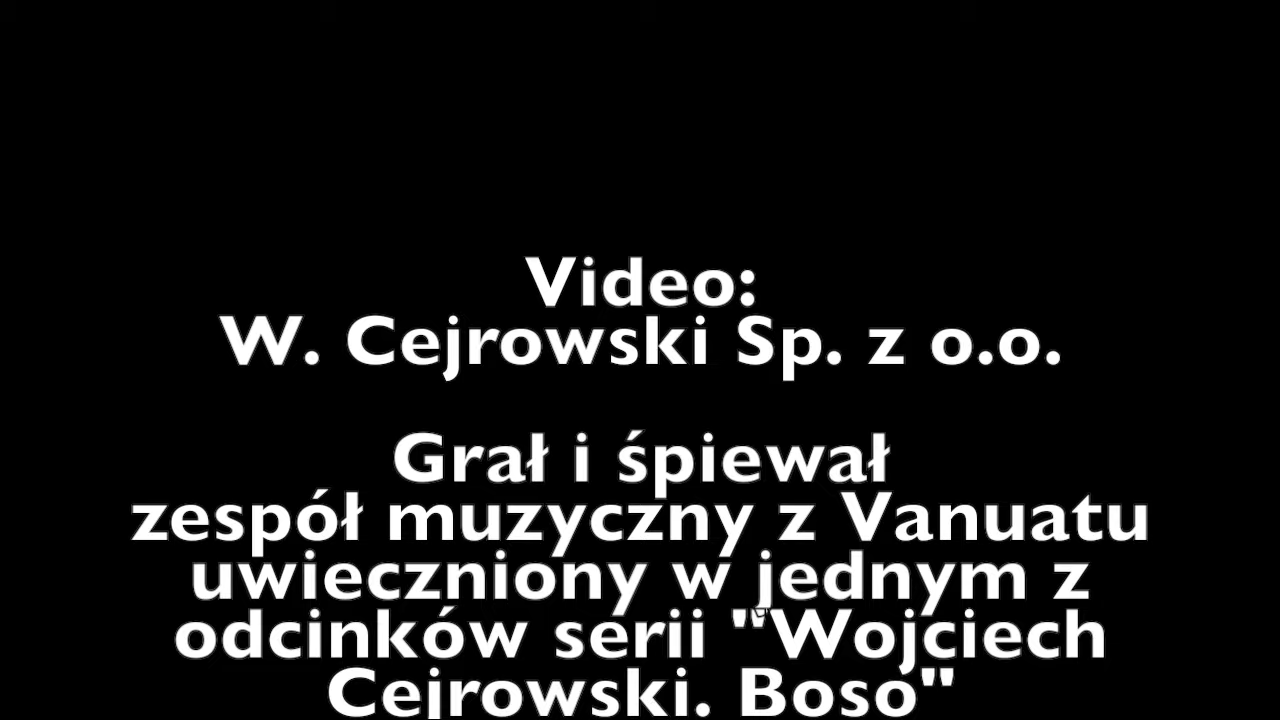 Video:
W. Cejrowski Sp. z o.o.
Grał i śpiewał
zespół muzyczny z Vanuatu
uwieczniony w jednym z
odcinków serii "Wojciech
Cejrowski. Boso"